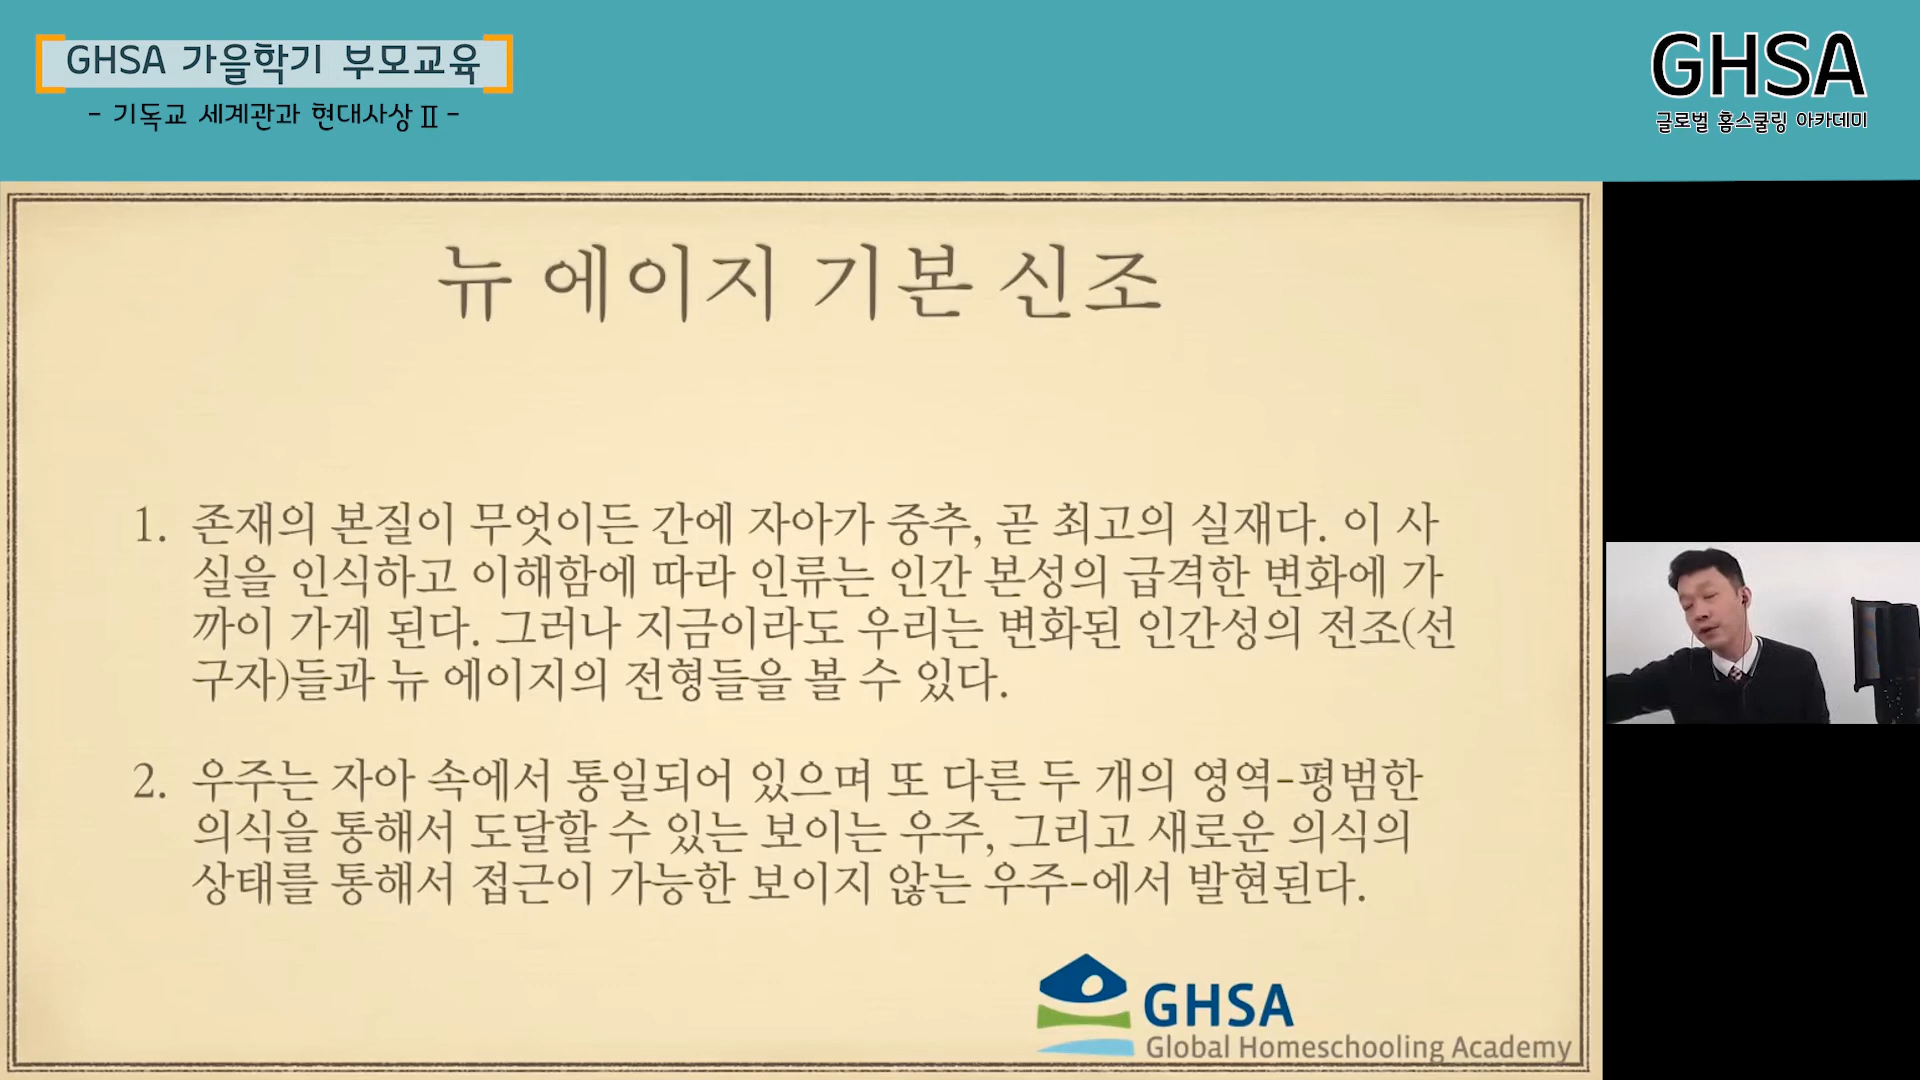 GHSA 가을학기 부모교육
- 기독교 세계관과 현대사상 Ⅱ -
GHSA
글로벌 홈스쿨링 아카데미
뉴 에이지 기본 신조
1. 존재의 본질이 무엇이든 간에 자아가 중추, 곧 최고의 실재다. 이 사
실을 인식하고 이해함에 따라 인류는 인간 본성의 급격한 변화에 가
까이 가게 된다. 그러나 지금이라도 우리는 변화된 인간성의 전조(선
구자)들과 뉴 에이지의 전형들을 볼 수 있다.
2. 우주는 자아 속에서 통일되어 있으며 또 다른 두 개의 영역-평범한
의식을 통해서 도달할 수 있는 보이는 우주, 그리고 새로운 의식의
상태를 통해서 접근이 가능한 보이지 않는 우주-에서 발현된다.
GHSA
Global Homeschooling Academy